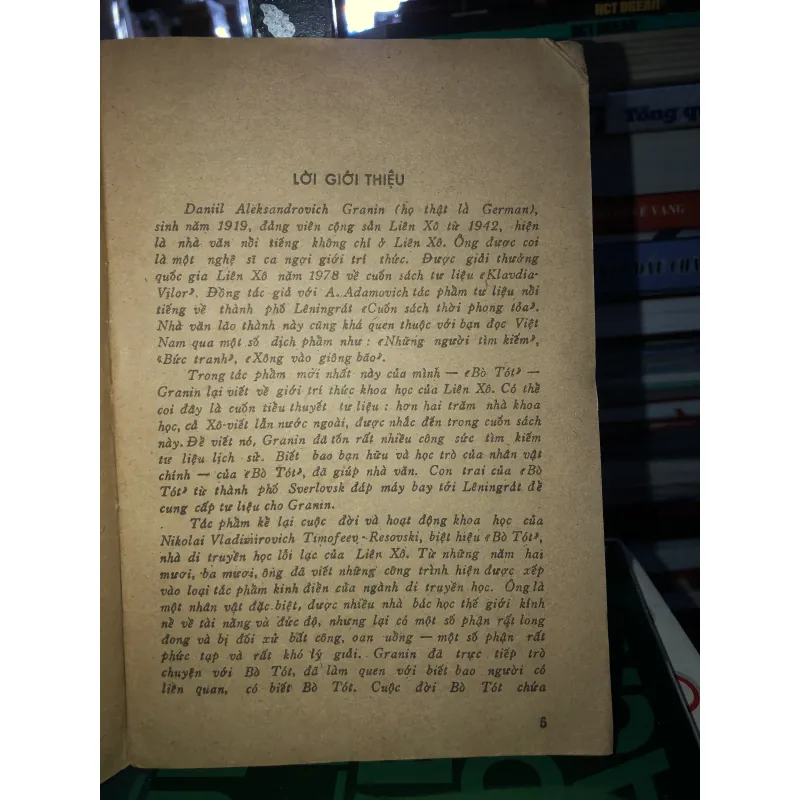 LỜI GIỚI THIỆU
Daniil Aleksandrovich Granin (họ thật là German),
sinh năm 1919, đảng viên cộng sản Liên Xô từ 1942, hiện
là nhà văn nổi tiếng không chỉ ở Liên Xô. Ông được coi
là một nghệ sĩ ca ngợi giới trí thức. Được giải thưởng
quốc gia Liên Xô năm 1978 về cuốn sách tư liệu «Klavdia-
Vilor». Đồng tác giả với A. Adamovich tác phẩm tư liệu nổi
tiếng về thành phố Lêningrát «Cuốn sách thời phong tỏa».
Nhà văn lão thành này cũng khá quen thuộc với bạn đọc Việt
Nam qua một số dịch phẩm như : «Những người tìm kiếm»,
«Bức tranh», «Xông vào giông bão».
Trong tác phẩm mới nhất này của mình — «Bò Tót» —
Granin lại viết về giới trí thức khoa học của Liên Xô. Có thể
coi đây là cuốn tiểu thuyết tư liệu : hơn hai trăm nhà khoa
học, cả Xô-viết lẫn nước ngoài, được nhắc đến trong cuốn sách
này. Để viết nó, Granin đã tốn rất nhiều công sức tìm kiếm
tư liệu lịch sử. Biết bao bạn hữu và học trò của nhân vật
chính — của «Bò Tót», đã giúp nhà văn. Con trai của «Bò
Tót» từ thành phố Sverlovsk đáp máy bay tới Lêningrát để
cung cấp tư liệu cho Granin.
Tác phẩm kể lại cuộc đời và hoạt động khoa học của
Nikolai Vladimirovich Timofeev-Resovski, biệt hiệu «Bò Tót»,
nhà di truyền học lỗi lạc của Liên Xô. Từ những năm hai
mươi, ba mươi, ông đã viết những công trình hiện được xếp
vào loại tác phẩm kinh điển của ngành di truyền học. Ông là
một nhân vật đặc biệt, được nhiều nhà bác học thế giới kính
nề về tài năng và đức độ, nhưng lại có một số phận rất long
đong và bị đối xử bất công, oan uổng — một số phận rất
phức tạp và rất khó lý giải. Granin đã trực tiếp trò
chuyện với Bò Tót, đã làm quen với biết bao người có
liên quan, có biết Bò Tót. Cuộc đời Bò Tót chứa
5
NCT DREAM
NCT DREAM
Tổng qu
VẺ VANG